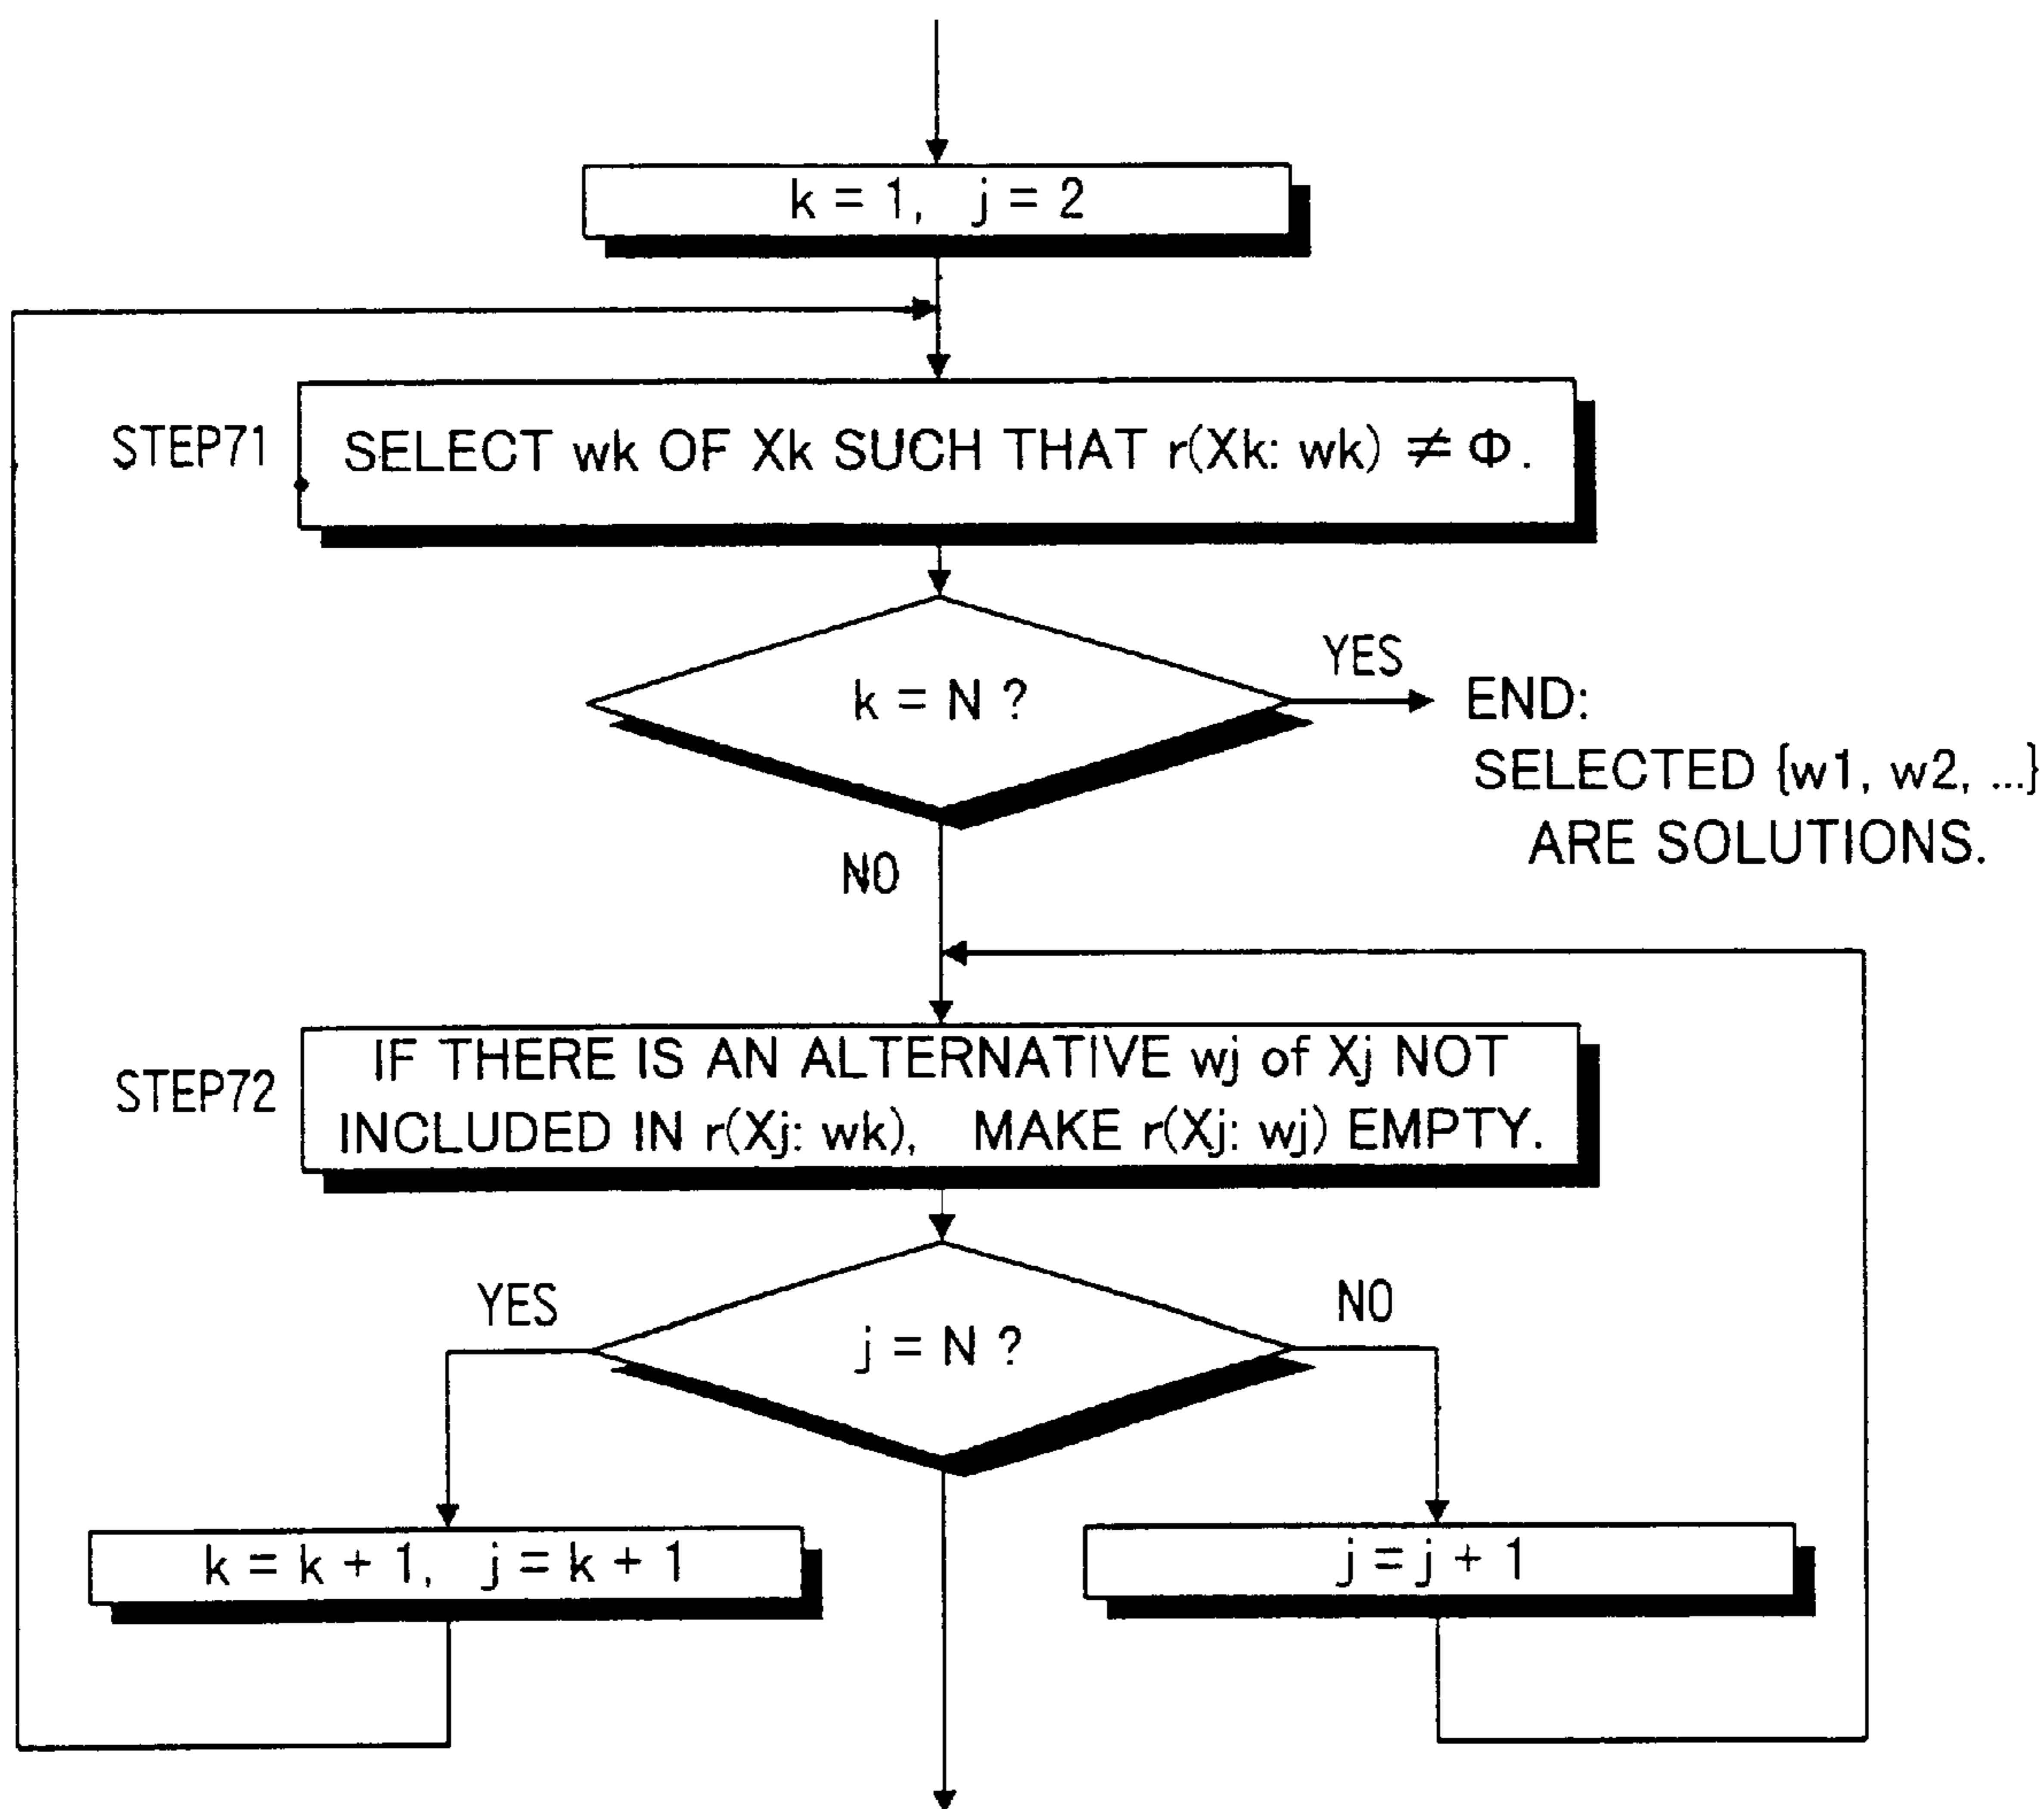 k = 1, j = 2
STEP71
SELECT wk OF Xk SUCH THAT r(Xk: wk) ≠ Φ.
k = N ?
YES
END:
SELECTED {w1, w2, ...}
ARE SOLUTIONS.
NO
STEP72
IF THERE IS AN ALTERNATIVE wj of Xj NOT
INCLUDED IN r(Xj: wk), MAKE r(Xj: wj) EMPTY.
YES
j = N ?
NO
k = k + 1, j = k + 1
j = j + 1